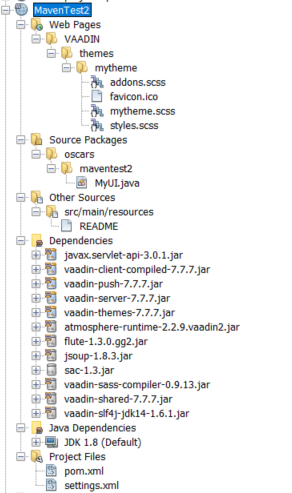 MavenTest2
Web Pages
VAADIN
themes
mytheme
addons.scss
favicon.ico
mytheme.scss
styles.scss
Source Packages
oscars
maventest2
MyUI.java
Other Sources
src/main/resources
README
Dependencies
javax.servlet-api-3.0.1.jar
vaadin-client-compiled-7.7.7.jar
vaadin-push-7.7.7.jar
vaadin-server-7.7.7.jar
vaadin-themes-7.7.7.jar
atmosphere-runtime-2.2.9.vaadin2.jar
flute-1.3.0.gg2.jar
jsoup-1.8.3.jar
sac-1.3.jar
vaadin-sass-compiler-0.9.13.jar
vaadin-shared-7.7.7.jar
vaadin-slf4j-jdk14-1.6.1.jar
Java Dependencies
JDK 1.8 (Default)
Project Files
pom.xml
settings.xml